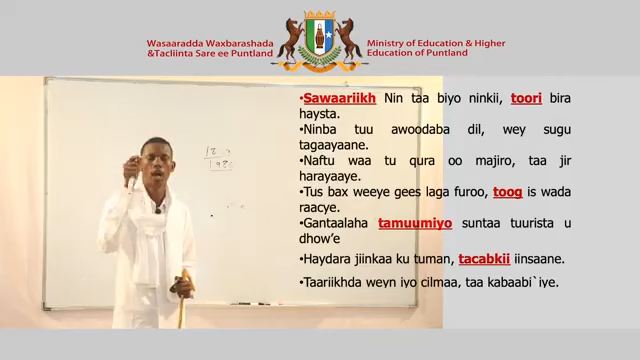 Wasaaradda Waxbarashada
&Tacliinta Sare ee Puntland
Ministry of Education & Higher
Education of Puntland
•Sawaariikh Nin taa biyo ninkii, toori bira
haysta.
•Ninba tuu awoodaba dil, wey sugu
tagaayaane.
•Naftu waa tu qura oo majiro, taa jir
harayaaye.
•Tus bax weeye gees laga furoo, toog is wada
raacye.
•Gantaalaha tamuumiyo suntaa tuurista u
dhow’e
•Haydara jiinkaa ku tuman, tacabkii iinsaane.
•Taariikhda weyn iyo cilmaa, taa kabaabi`iye.